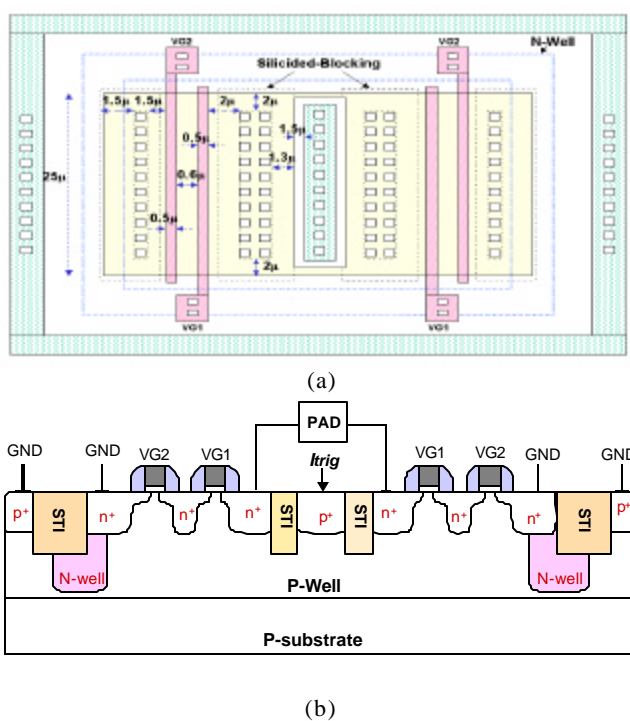 VG2 VG2 N-Well
Silicided-Blocking
1.5µ 1.5µ 2µ 2µ
1.5µ
0.5µ
1.3µ
25µ 0.6µ
0.5µ
2µ
VG1 VG1
(a)
PAD
GND GND VG2 VG1 Itrig VG1 VG2 GND GND
p+ STI n+ n+ n+ STI p+ STI n+ n+ n+ STI p+
N-well N-well
P-Well
P-substrate
(b)